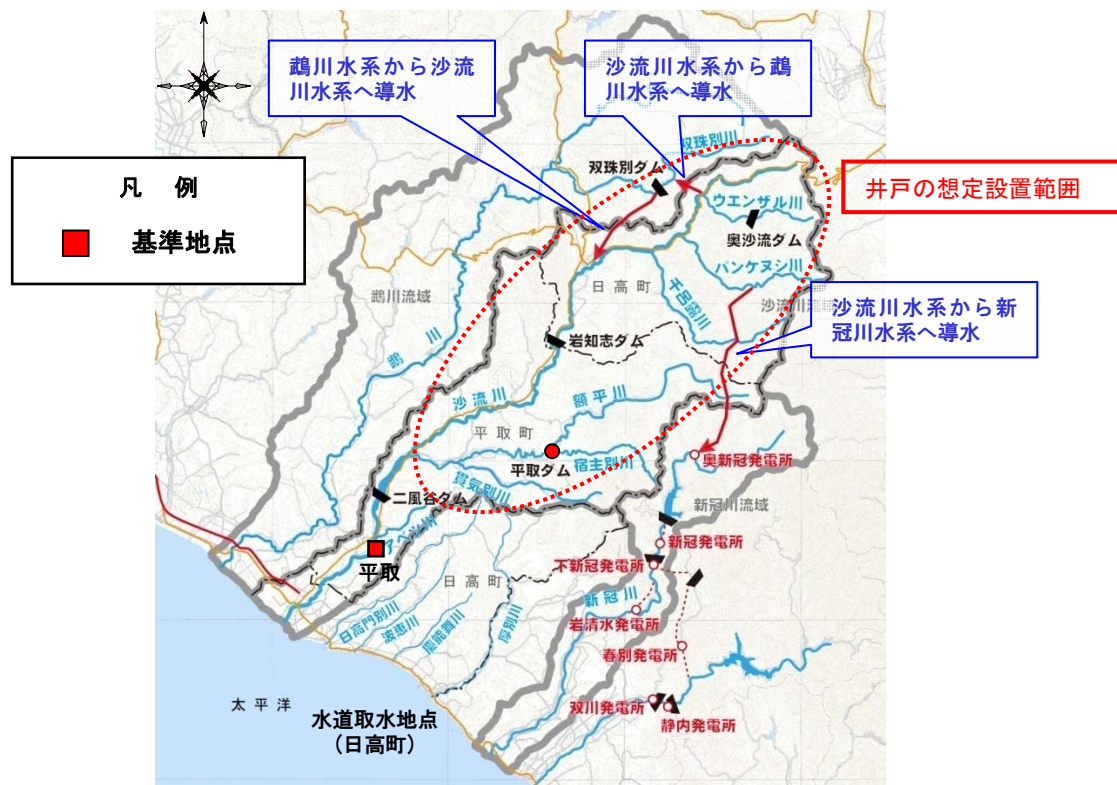 鵡川水系から沙流
川水系へ導水
沙流川水系から鵡
川水系へ導水
凡 例
基準地点
双珠別川
双珠別ダム
井戸の想定設置範囲
ウエンザル川
奥沙流ダム
パンケヌシ川
日高町
千呂露川
沙流川流域
沙流川水系から新
冠川水系へ導水
鵡川流域
鵡川
岩知志ダム
沙流川
額平川
平取町
平取ダム
宿主別川
奥新冠発電所
貫気別川
二風谷ダム
新冠川流域
平取
新冠発電所
下新冠発電所
日高町
新冠川
岩清水発電所
日高門別川
波恵川
慶能舞川
春別発電所
太平洋
水道取水地点
(日高町)
双川発電所
静内発電所